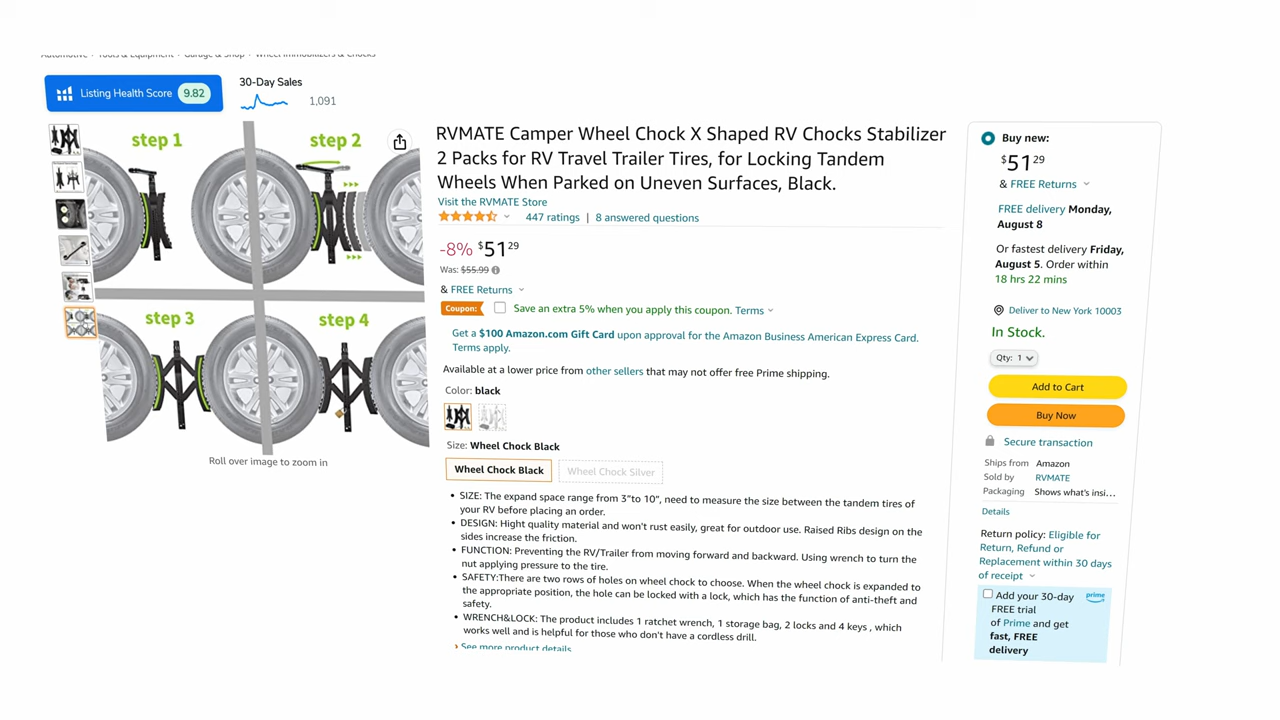 Automotive › Tools & Equipment › Garage & Shop › Wheel Immobilizers & Chocks
Listing Health Score 9.82
30-Day Sales
1,091
step 1
step 2
step 3
step 4
Roll over image to zoom in
RVMATE Camper Wheel Chock X Shaped RV Chocks Stabilizer
2 Packs for RV Travel Trailer Tires, for Locking Tandem
Wheels When Parked on Uneven Surfaces, Black.
Visit the RVMATE Store
447 ratings | 8 answered questions
-8% $51 29
Was: $55.99
& FREE Returns
Coupon: Save an extra 5% when you apply this coupon. Terms
Get a $100 Amazon.com Gift Card upon approval for the Amazon Business American Express Card.
Terms apply.
Available at a lower price from other sellers that may not offer free Prime shipping.
Color: black
Size: Wheel Chock Black
Wheel Chock Black
Wheel Chock Silver
• SIZE: The expand space range from 3”to 10”, need to measure the size between the tandem tires of
your RV before placing an order.
• DESIGN: Hight quality material and won't rust easily, great for outdoor use. Raised Ribs design on the
sides increase the friction.
• FUNCTION: Preventing the RV/Trailer from moving forward and backward. Using wrench to turn the
nut applying pressure to the tire.
• SAFETY:There are two rows of holes on wheel chock to choose. When the wheel chock is expanded to
the appropriate position, the hole can be locked with a lock, which has the function of anti-theft and
safety.
• WRENCH&LOCK: The product includes 1 ratchet wrench, 1 storage bag, 2 locks and 4 keys , which
works well and is helpful for those who don't have a cordless drill.
› See more product details
Buy new:
$51 29
& FREE Returns
FREE delivery Monday,
August 8
Or fastest delivery Friday,
August 5. Order within
18 hrs 22 mins
Deliver to New York 10003
In Stock.
Qty: 1
Add to Cart
Buy Now
Secure transaction
Ships from Amazon
Sold by RVMATE
Packaging Shows what's insi...
Details
Return policy: Eligible for
Return, Refund or
Replacement within 30 days
of receipt
Add your 30-day prime
FREE trial
of Prime and get
fast, FREE
delivery